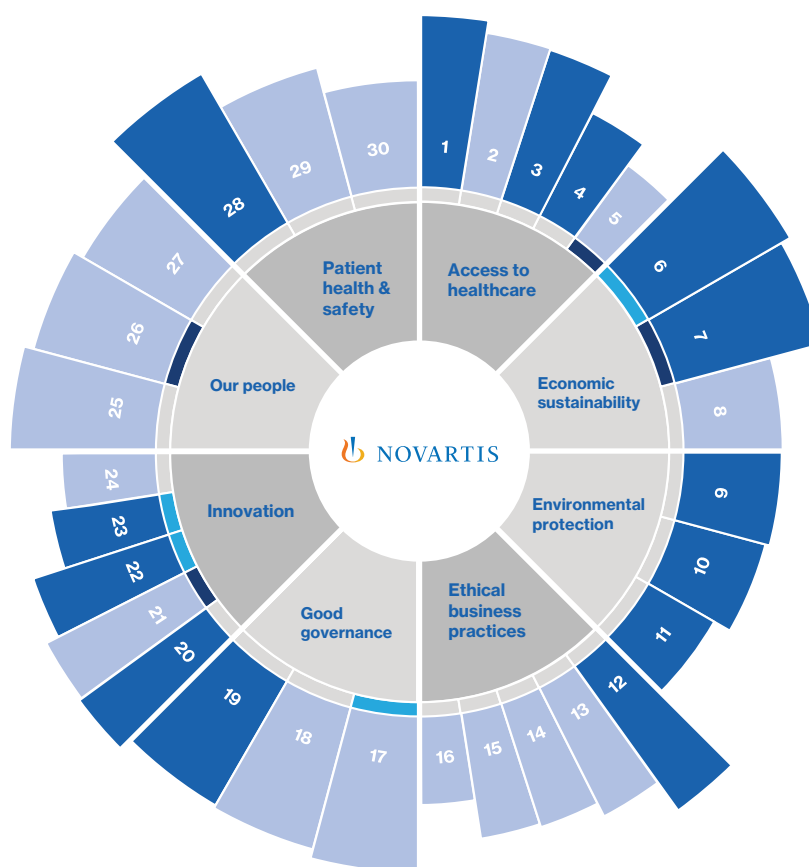 1
2
3
4
5
6
7
8
9
10
11
12
13
14
15
16
17
18
19
20
21
22
23
24
25
26
27
28
29
30
Patient
health &
safety
Access to
healthcare
Our people
Economic
sustainability
NOVARTIS
Innovation
Environmental
protection
Good
governance
Ethical
business
practices